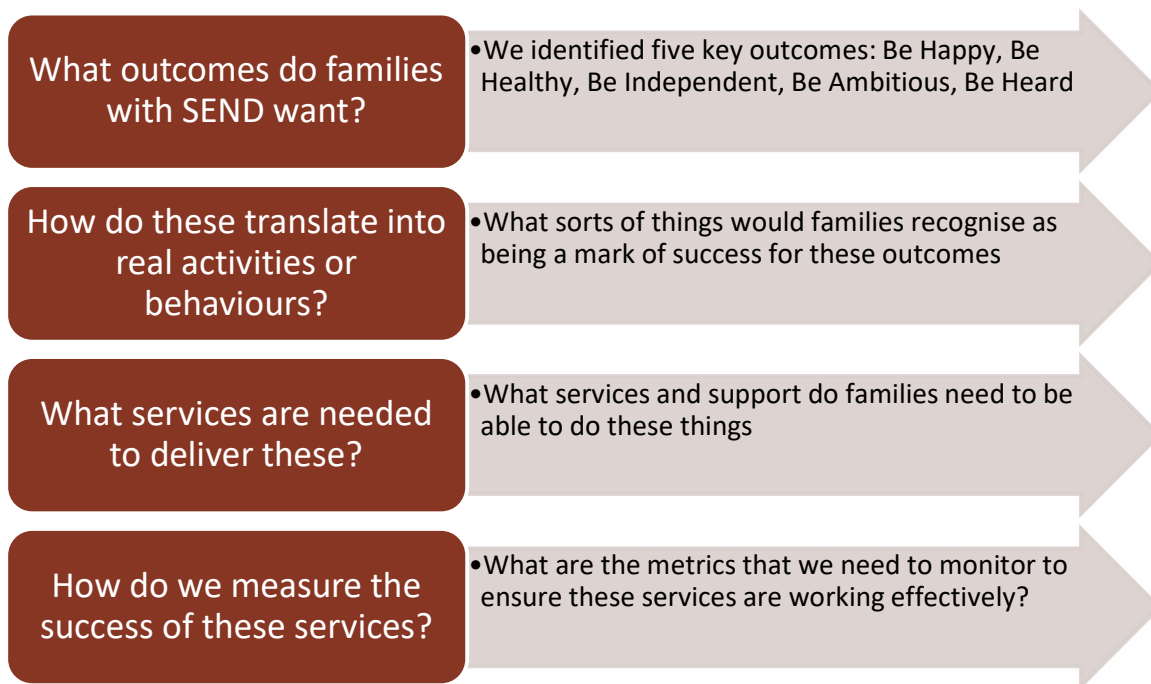 What outcomes do families
with SEND want?
•We identified five key outcomes: Be Happy, Be
Healthy, Be Independent, Be Ambitious, Be Heard
How do these translate into
real activities or
behaviours?
•What sorts of things would families recognise as
being a mark of success for these outcomes
What services are needed
to deliver these?
•What services and support do families need to be
able to do these things
How do we measure the
success of these services?
•What are the metrics that we need to monitor to
ensure these services are working effectively?